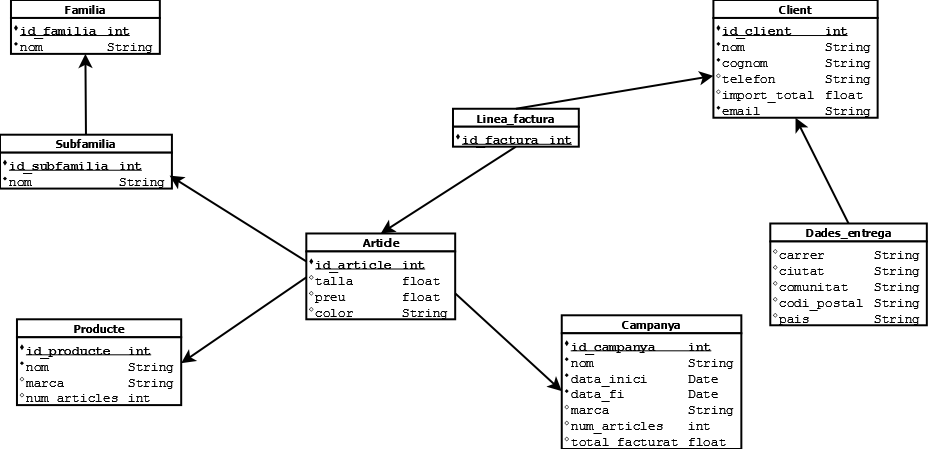 Familia
id_familia int
nom String
Client
id_client int
nom String
cognom String
telefon String
import_total float
email String
Linea_factura
id_factura int
Subfamilia
id_subfamilia int
nom String
Article
id_article int
talla float
preu float
color String
Dades_entrega
carrer String
ciutat String
comunitat String
codi_postal String
pais String
Producte
id_producte int
nom String
marca String
num_articles int
Campanya
id_campanya int
nom String
data_inici Date
data_fi Date
marca String
num_articles int
total_facturat float